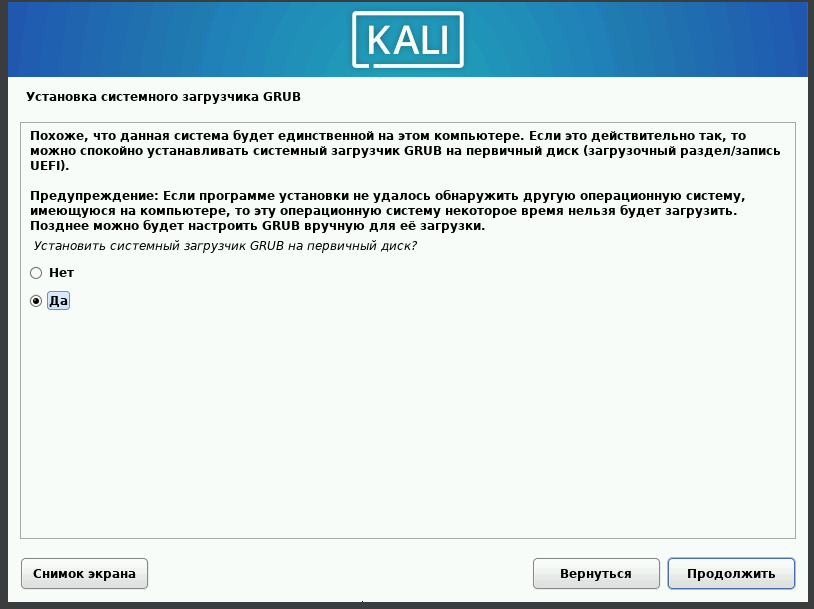 KALI
Установка системного загрузчика GRUB
Похоже, что данная система будет единственной на этом компьютере. Если это действительно так, то
можно спокойно устанавливать системный загрузчик GRUB на первичный диск (загрузочный раздел/запись
UEFI).
Предупреждение: Если программе установки не удалось обнаружить другую операционную систему,
имеющуюся на компьютере, то эту операционную систему некоторое время нельзя будет загрузить.
Позднее можно будет настроить GRUB вручную для её загрузки.
Установить системный загрузчик GRUB на первичный диск?
Нет
Да
Снимок экрана Вернуться Продолжить